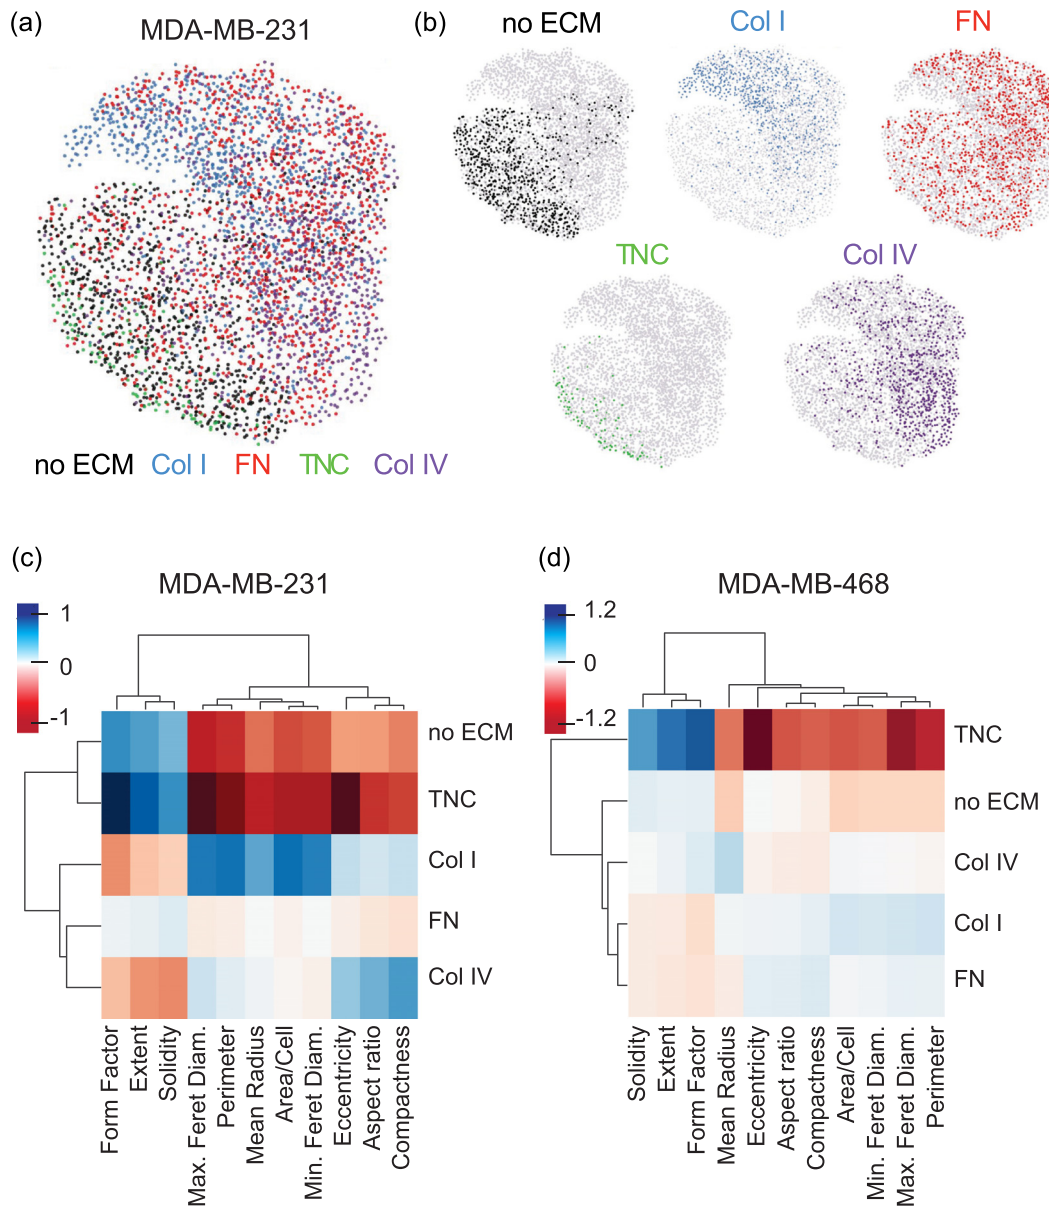 (a)
MDA-MB-231
no ECM Col I FN TNC Col IV
(b)
no ECM Col I FN
TNC Col IV
(c)
MDA-MB-231
1
0
-1
no ECM
TNC
Col I
FN
Col IV
Form Factor
Extent
Solidity
Max. Feret Diam.
Perimeter
Mean Radius
Area/Cell
Min. Feret Diam.
Eccentricity
Aspect ratio
Compactness
(d)
MDA-MB-468
1.2
0
-1.2
TNC
no ECM
Col IV
Col I
FN
Solidity
Extent
Form Factor
Mean Radius
Eccentricity
Aspect ratio
Compactness
Area/Cell
Min. Feret Diam.
Max. Feret Diam.
Perimeter